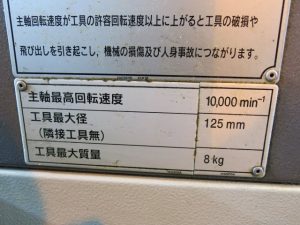 主軸回転速度が工具の許容回転速度以上に上がると工具の破損や
飛び出しを引き起こし、機械の損傷及び人身事故につながります。
主軸最高回転速度 10,000 min⁻¹
工具最大径 125 mm
（隣接工具無）
工具最大質量 8 kg